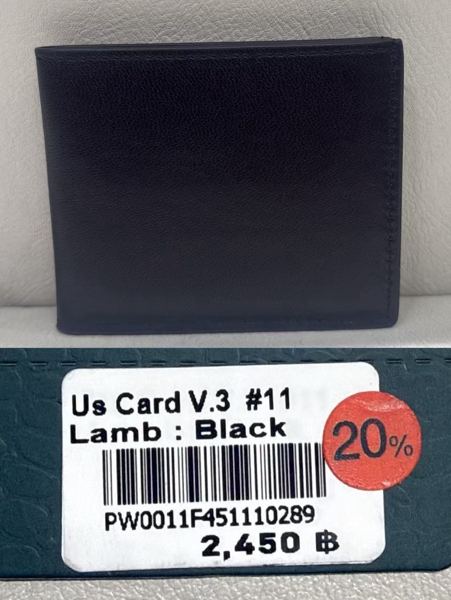 Us Card V.3 #11
Lamb : Black
20%
PW0011F451110289
2,450 ฿